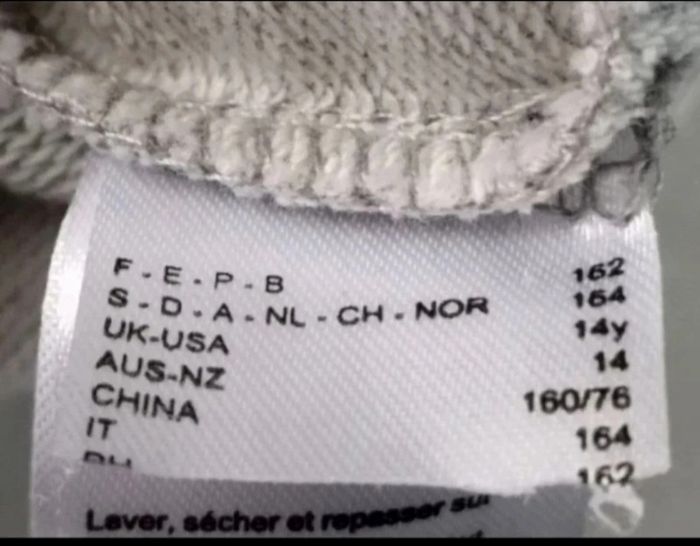 F - E - P - B 162
S - D - A - NL - CH - NOR 164
UK-USA 14y
AUS-NZ 14
CHINA 160/76
IT 164
162
Laver, sécher et repasser sur